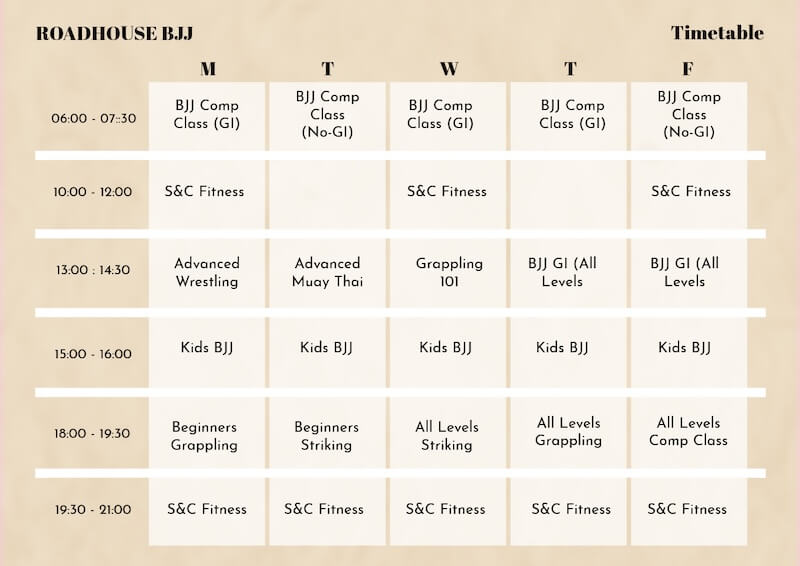 ROADHOUSE BJJ Timetable
M T W T F
06:00 - 07::30
BJJ Comp
Class (GI)
BJJ Comp
Class
(No-GI)
BJJ Comp
Class (GI)
BJJ Comp
Class (GI)
BJJ Comp
Class
(No-GI)
10:00 - 12:00
S&C Fitness
S&C Fitness
S&C Fitness
13:00 : 14:30
Advanced
Wrestling
Advanced
Muay Thai
Grappling
101
BJJ GI (All
Levels
BJJ GI (All
Levels
15:00 - 16:00
Kids BJJ
Kids BJJ
Kids BJJ
Kids BJJ
Kids BJJ
18:00 - 19:30
Beginners
Grappling
Beginners
Striking
All Levels
Striking
All Levels
Grappling
All Levels
Comp Class
19:30 - 21:00
S&C Fitness
S&C Fitness
S&C Fitness
S&C Fitness
S&C Fitness